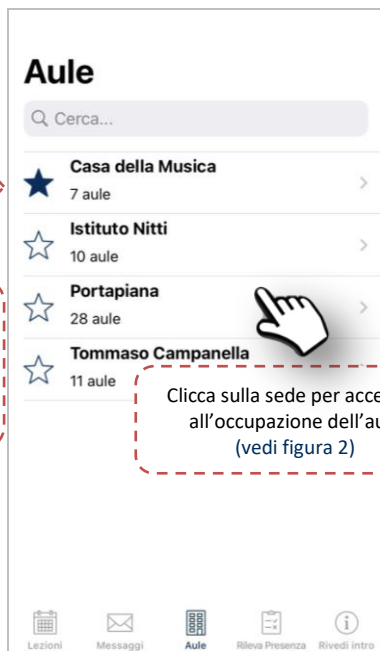 Aule
Cerca...
Casa della Musica
7 aule
Istituto Nitti
10 aule
Portapiana
28 aule
Tommaso Campanella
11 aule
Clicca sulla sede per acce
all'occupazione dell'au
(vedi figura 2)
Lezioni Messaggi Aule Rileva Presenza Rivedi intro